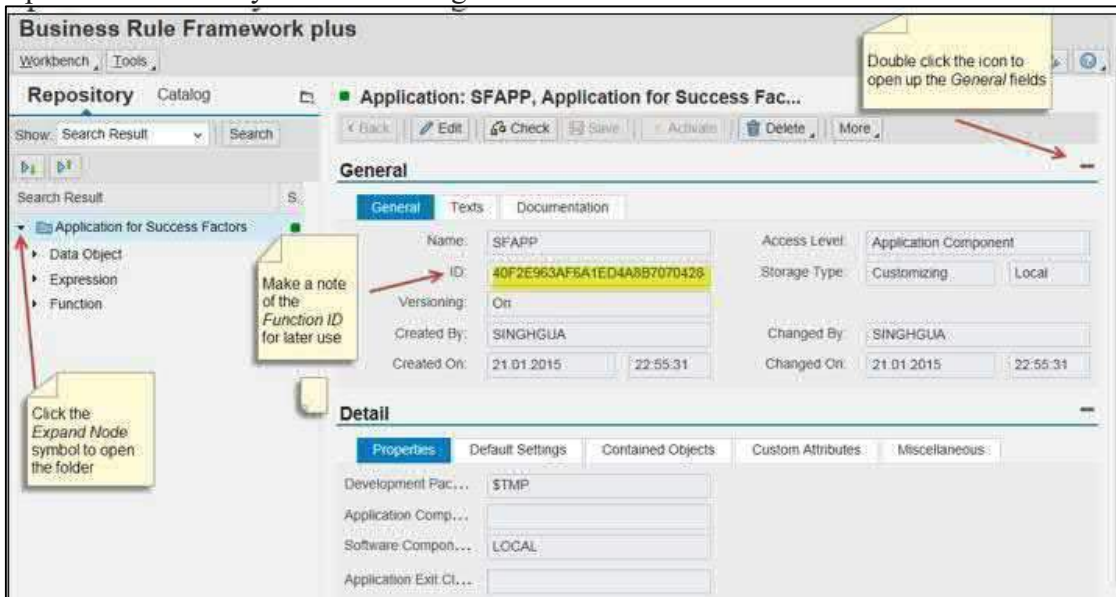 Business Rule Framework plus
Workbench Tools
Double click the icon to
open up the General fields
Repository Catalog
Application: SFAPP, Application for Success Fac...
Show: Search Result Search
Back Edit Check Save Activate Delete More
General
Search Result S.
General Texts Documentation
Application for Success Factors
Data Object
Expression
Function
Name: SFAPP Access Level: Application Component
ID: 40F2E963AF6A1ED4A8B7070428 Storage Type: Customizing Local
Versioning: On
Created By: SINGHGUA Changed By: SINGHGUA
Created On: 21.01.2015 22:55:31 Changed On: 21.01.2015 22:55:31
Make a note
of the
Function ID
for later use
Click the
Expand Node
symbol to open
the folder
Detail
Properties Default Settings Contained Objects Custom Attributes Miscellaneous
Development Pac... $TMP
Application Comp...
Software Compon... LOCAL
Application Exit Cl...